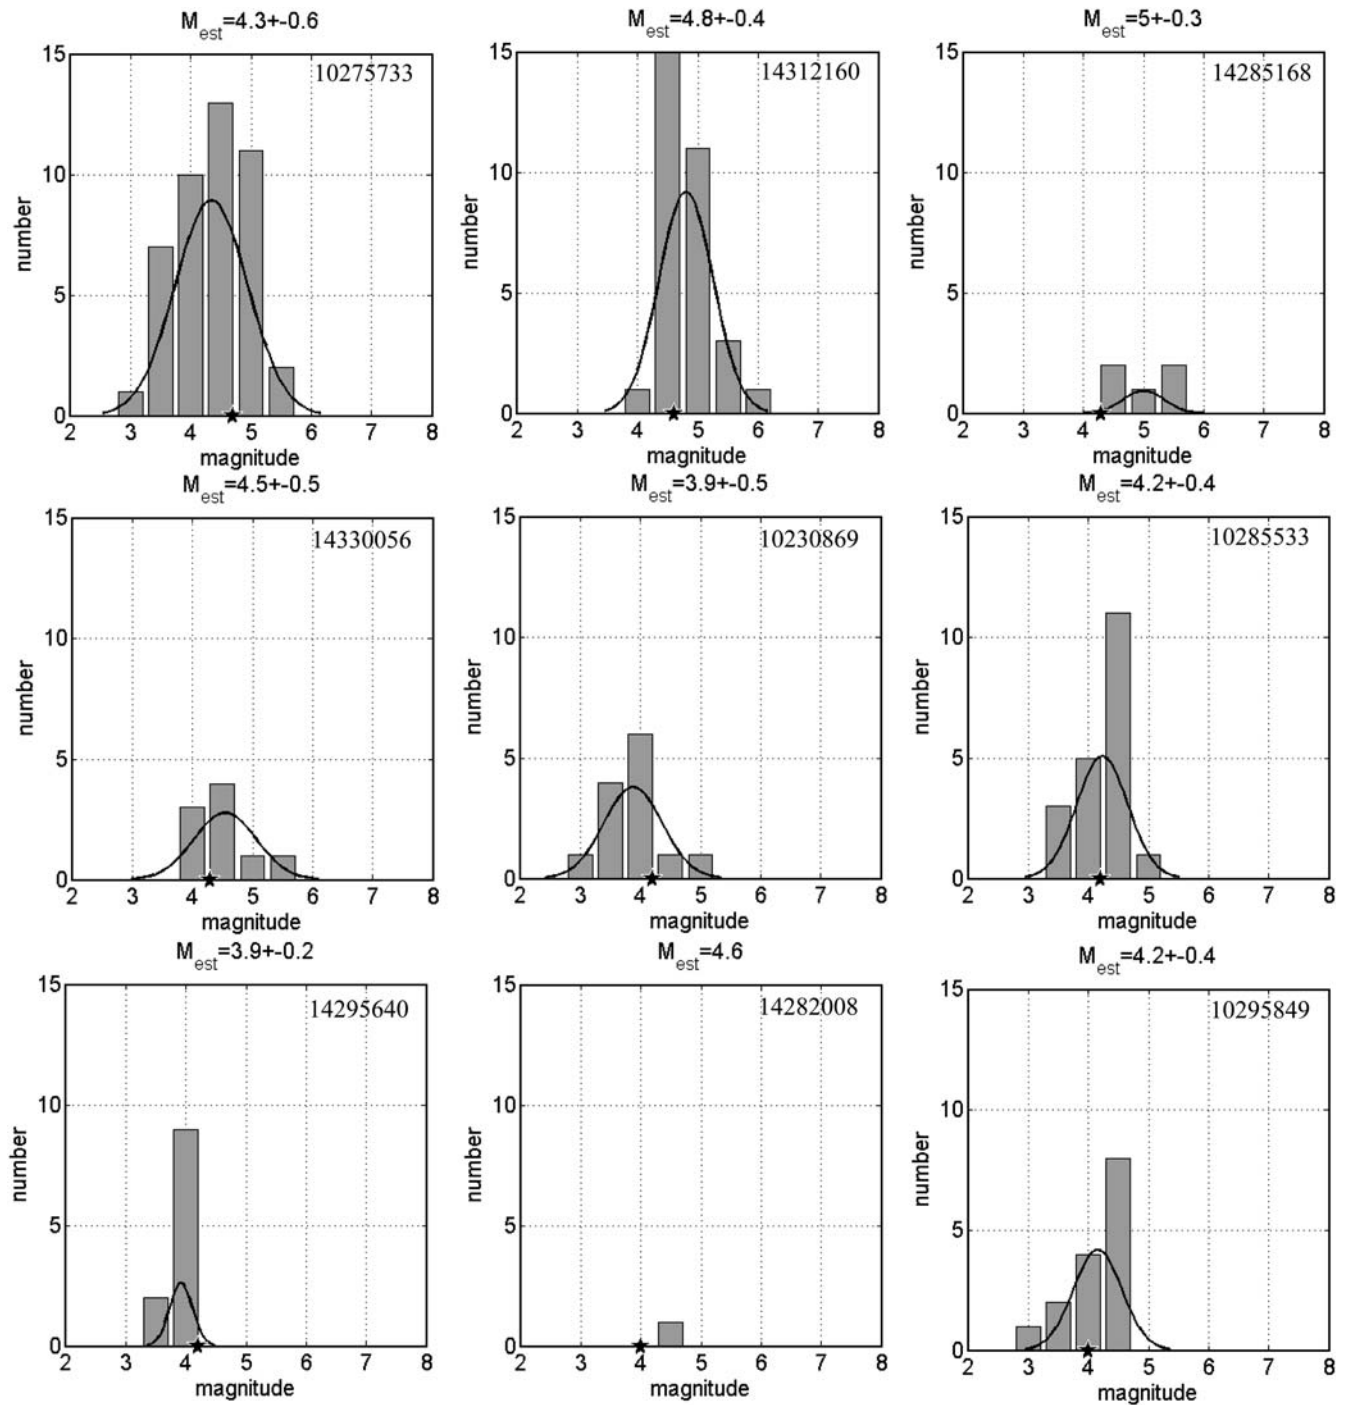 M_est=4.3+-0.6
15
10275733
10
5
0
number
2 3 4 5 6 7 8
magnitude
M_est=4.8+-0.4
15
14312160
10
5
0
number
2 3 4 5 6 7 8
magnitude
M_est=5+-0.3
15
14285168
10
5
0
number
2 3 4 5 6 7 8
magnitude
M_est=4.5+-0.5
15
14330056
10
5
0
number
2 3 4 5 6 7 8
magnitude
M_est=3.9+-0.5
15
10230869
10
5
0
number
2 3 4 5 6 7 8
magnitude
M_est=4.2+-0.4
15
10285533
10
5
0
number
2 3 4 5 6 7 8
magnitude
M_est=3.9+-0.2
15
14295640
10
5
0
number
2 3 4 5 6 7 8
magnitude
M_est=4.6
15
14282008
10
5
0
number
2 3 4 5 6 7 8
magnitude
M_est=4.2+-0.4
15
10295849
10
5
0
number
2 3 4 5 6 7 8
magnitude